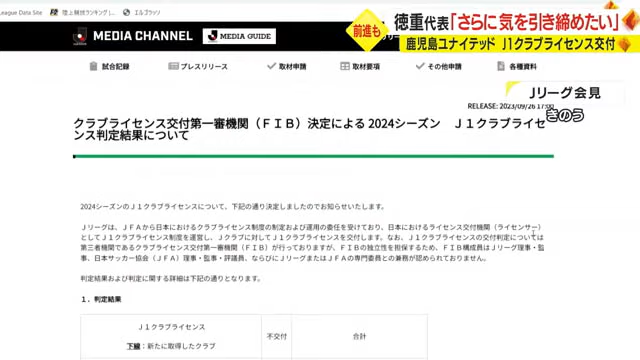 League Data Site
陸上競技ランキング|...
エルゴラッソ
前進も
徳重代表「さらに気を引き締めたい」
鹿児島ユナイテッド J1クラブライセンス交付
MEDIA CHANNEL
MEDIA GUIDE
試合記録
プレスリリース
取材申請
取材要項
その他申請
各種資料
Jリーグ会見
きのう
RELEASE: 2023/09/26 17:00
クラブライセンス交付第一審機関(FIB)決定による 2024シーズン J1クラブライセ
ンス判定結果について
2024シーズンのJ1クラブライセンスについて、下記の通り決定しましたのでお知らせいたします。
Jリーグは、JFAから日本におけるクラブライセンス制度の制定および運用の委任を受けており、日本におけるライセンス交付機関(ライセンサー)
としてJ1クラブライセンス制度を運営し、Jクラブに対してJ1クラブライセンスを交付します。なお、J1クラブライセンスの交付判定については
第三者機関であるクラブライセンス交付第一審機関(FIB)が行っておりますが、FIBの独立性を担保するため、FIB構成員はJリーグ理事・監
事、日本サッカー協会(JFA)理事・監事・評議員、ならびにJリーグまたはJFAの専門委員との兼務が認められておりません。
判定結果および判定に関する詳細は下記の通りとなります。
1.判定結果
J1クラブライセンス
下線:新たに取得したクラブ
不交付
合計